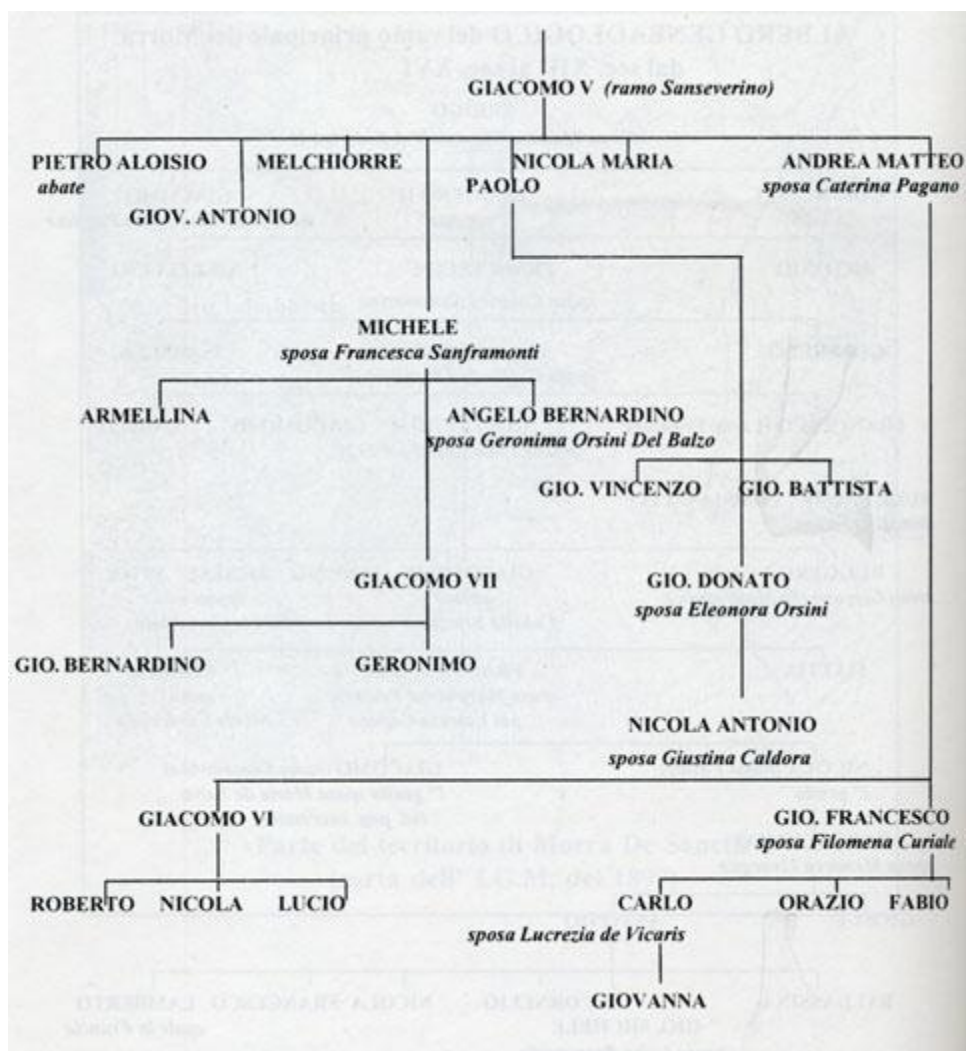 GIACOMO V (ramo Sanseverino)
PIETRO ALOISIO MELCHIORRE NICOLA MARIA ANDREA MATTEO
abate PAOLO sposa Caterina Pagano
GIOV. ANTONIO
MICHELE
sposa Francesca Sanframonti
ARMELLINA ANGELO BERNARDINO
sposa Geronima Orsini Del Balzo
GIO. VINCENZO GIO. BATTISTA
GIACOMO VII GIO. DONATO
sposa Eleonora Orsini
GIO. BERNARDINO GERONIMO
NICOLA ANTONIO
sposa Giustina Caldora
GIACOMO VI GIO. FRANCESCO
sposa Filomena Curiale
ROBERTO NICOLA LUCIO CARLO ORAZIO FABIO
sposa Lucrezia de Vicaris
GIOVANNA